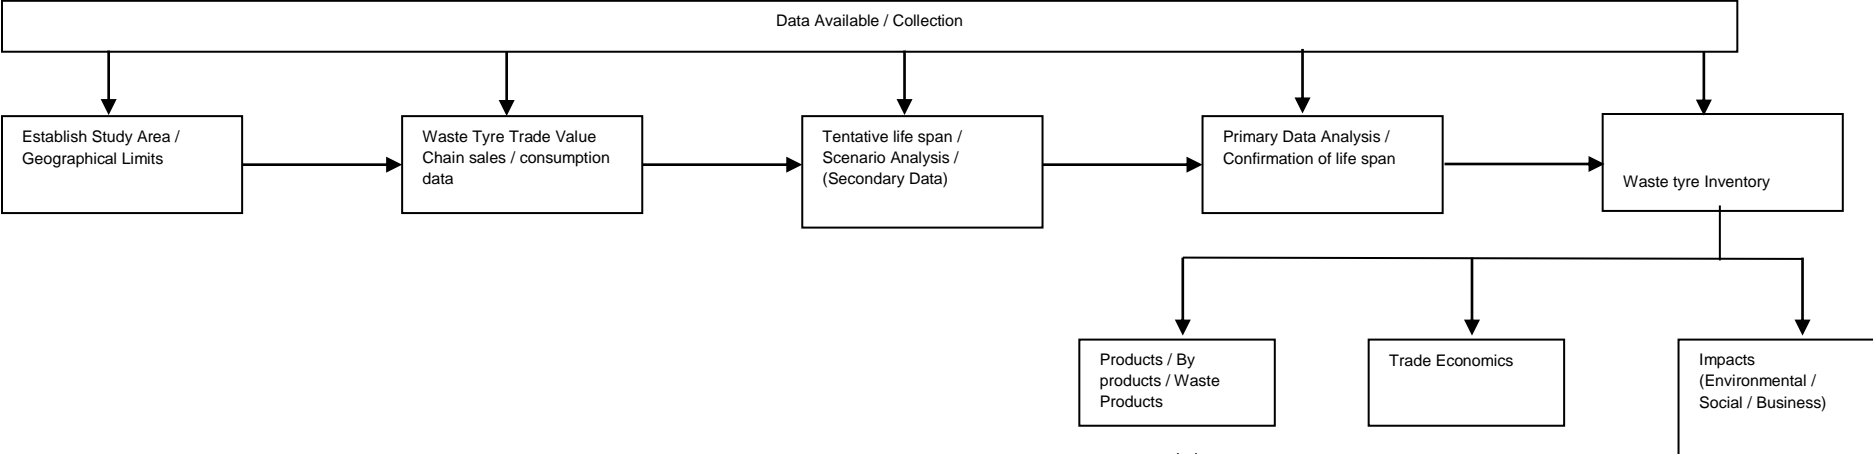 Data Available / Collection
Establish Study Area /
Geographical Limits
Waste Tyre Trade Value
Chain sales / consumption
data
Tentative life span /
Scenario Analysis /
(Secondary Data)
Primary Data Analysis /
Confirmation of life span
Waste tyre Inventory
Products / By
products / Waste
Products
Trade Economics
Impacts
(Environmental /
Social / Business)